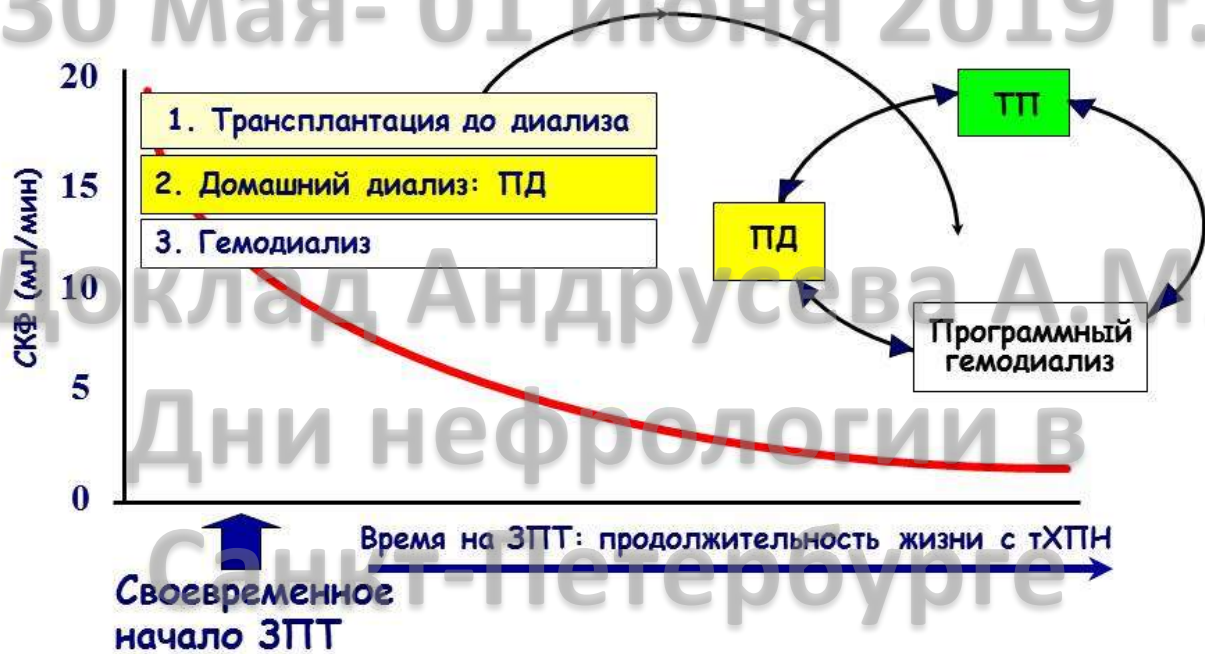 30 Мая- 01 июня 2019 г.
20
1. Трансплантация до диализа
ТП
15
2. Домашний диализ: ПД
ПД
3. Гемодиализ
СКФ (мл/мин)
Доклад Андрусева А.М.
10
Программный
гемодиализ
5
Дни нефрологии в
0
Время на ЗПТ: продолжительность жизни с тХПН
Санкт-Петербурге
Своевременное
начало ЗПТ